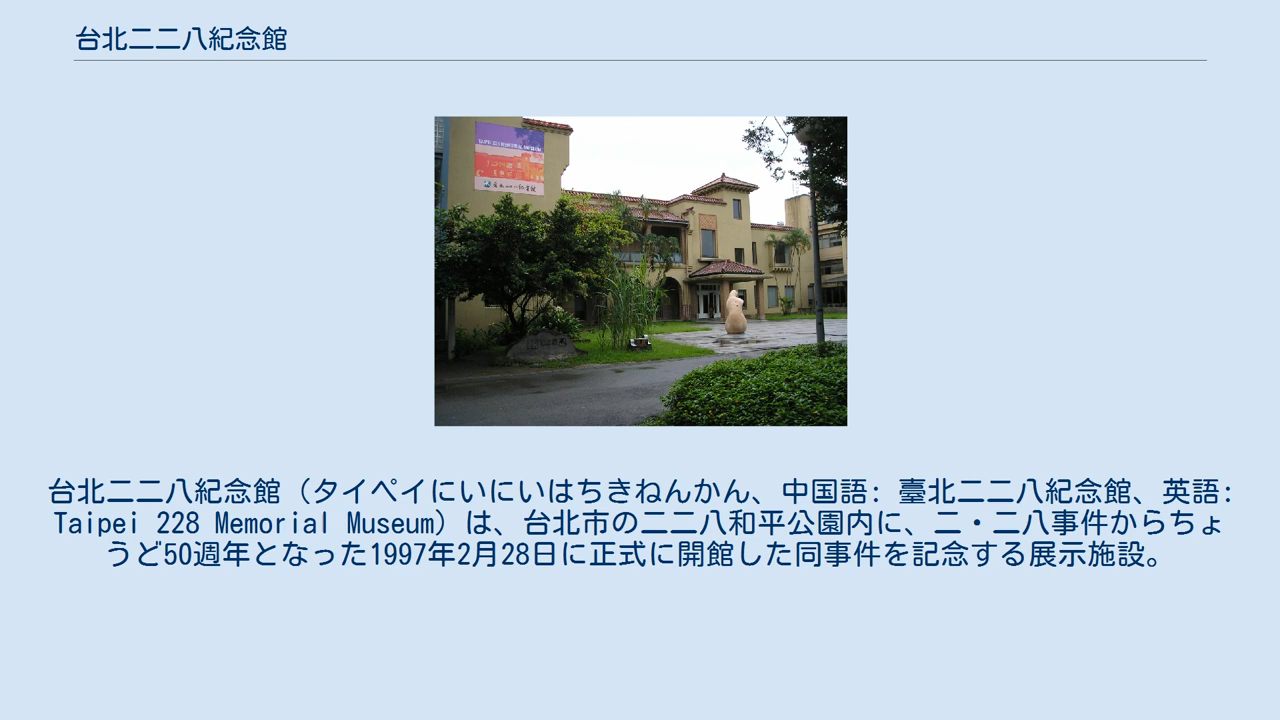 台北二二八紀念館
TAIPEI 228 MEMORIAL MUSEUM
台北二二八紀念館（タイペイにいにいはちきねんかん、中国語: 臺北二二八紀念館、英語:
Taipei 228 Memorial Museum）は、台北市の二二八和平公園内に、二・二八事件からちょ
うど50週年となった1997年2月28日に正式に開館した同事件を記念する展示施設。